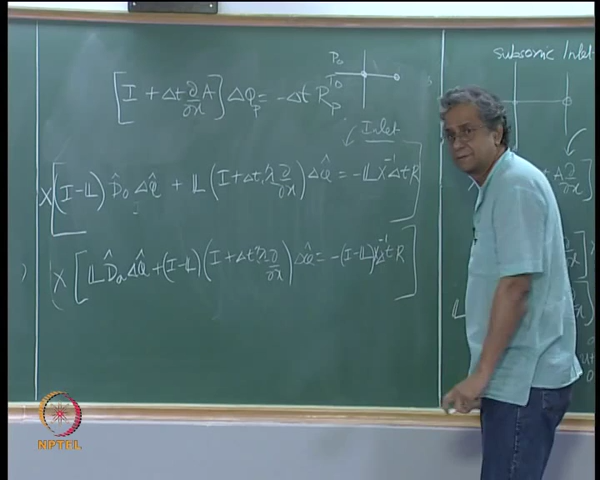 P₀
T₀
[I + Δt ∂/∂x A] ΔQ_p = -Δt R_p
Inlet
X[(I-𝕃) D̂₀ ΔQ̂ + 𝕃 (I + Δt Λ ∂/∂x) ΔQ̂ = -𝕃 X⁻¹ Δt R]
X[𝕃 D̂₀ ΔQ̂ + (I-𝕃) (I + Δt Λ ∂/∂x) ΔQ̂ = -(I-𝕃) X⁻¹ Δt R]
subsonic Inlet
NPTEL